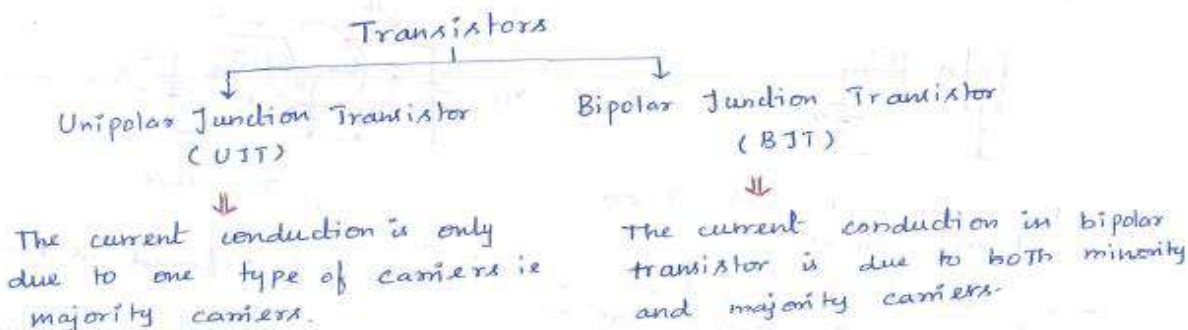 Transistors
Unipolar Junction Transistor
(UJT)
Bipolar Junction Transistor
(BJT)
The current conduction is only
due to one type of carriers ie
majority carriers.
The current conduction in bipolar
transistor is due to both minority
and majority carriers.